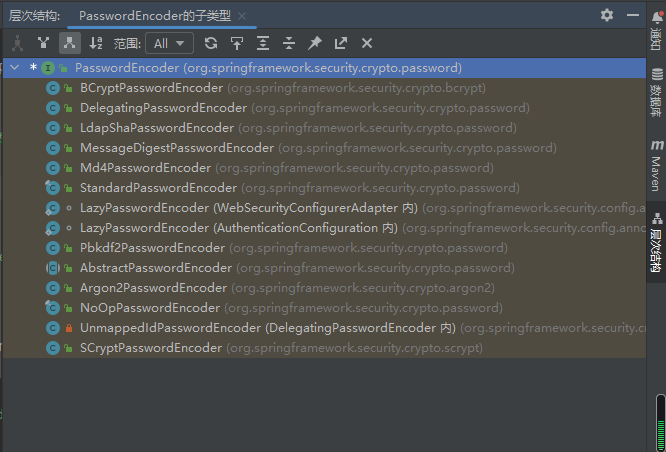 层次结构: PasswordEncoder的子类型
范围: All
PasswordEncoder (org.springframework.security.crypto.password)
BCryptPasswordEncoder (org.springframework.security.crypto.bcrypt)
DelegatingPasswordEncoder (org.springframework.security.crypto.password)
LdapShaPasswordEncoder (org.springframework.security.crypto.password)
MessageDigestPasswordEncoder (org.springframework.security.crypto.password)
Md4PasswordEncoder (org.springframework.security.crypto.password)
StandardPasswordEncoder (org.springframework.security.crypto.password)
LazyPasswordEncoder (WebSecurityConfigurerAdapter 内) (org.springframework.security.config.a
LazyPasswordEncoder (AuthenticationConfiguration 内) (org.springframework.security.config.anno
Pbkdf2PasswordEncoder (org.springframework.security.crypto.password)
AbstractPasswordEncoder (org.springframework.security.crypto.password)
Argon2PasswordEncoder (org.springframework.security.crypto.argon2)
NoOpPasswordEncoder (org.springframework.security.crypto.password)
UnmappedIdPasswordEncoder (DelegatingPasswordEncoder 内) (org.springframework.security.cr
SCryptPasswordEncoder (org.springframework.security.crypto.scrypt)
通知
数据库
Maven
层次结构